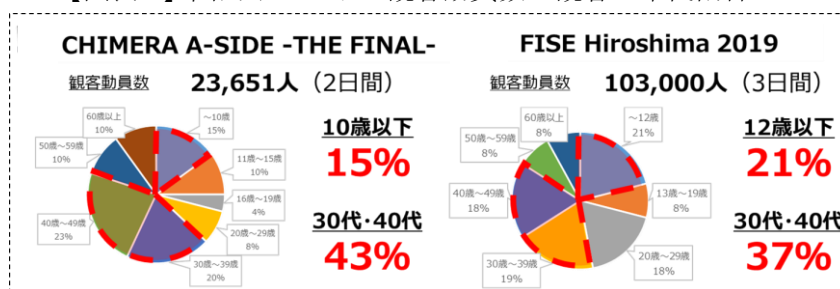 CHIMERA A-SIDE -THE FINAL-
観客動員数 23,651人（2日間）
60歳以上
10%
～10歳
15%
50歳～59歳
10%
11歳～15歳
10%
16歳～19歳
4%
40歳～49歳
23%
20歳～29歳
8%
30歳～39歳
20%
10歳以下
15%
30代・40代
43%
FISE Hiroshima 2019
観客動員数 103,000人（3日間）
60歳以上
8%
～12歳
21%
50歳～59歳
8%
40歳～49歳
18%
13歳～19歳
8%
30歳～39歳
19%
20歳～29歳
18%
12歳以下
21%
30代・40代
37%